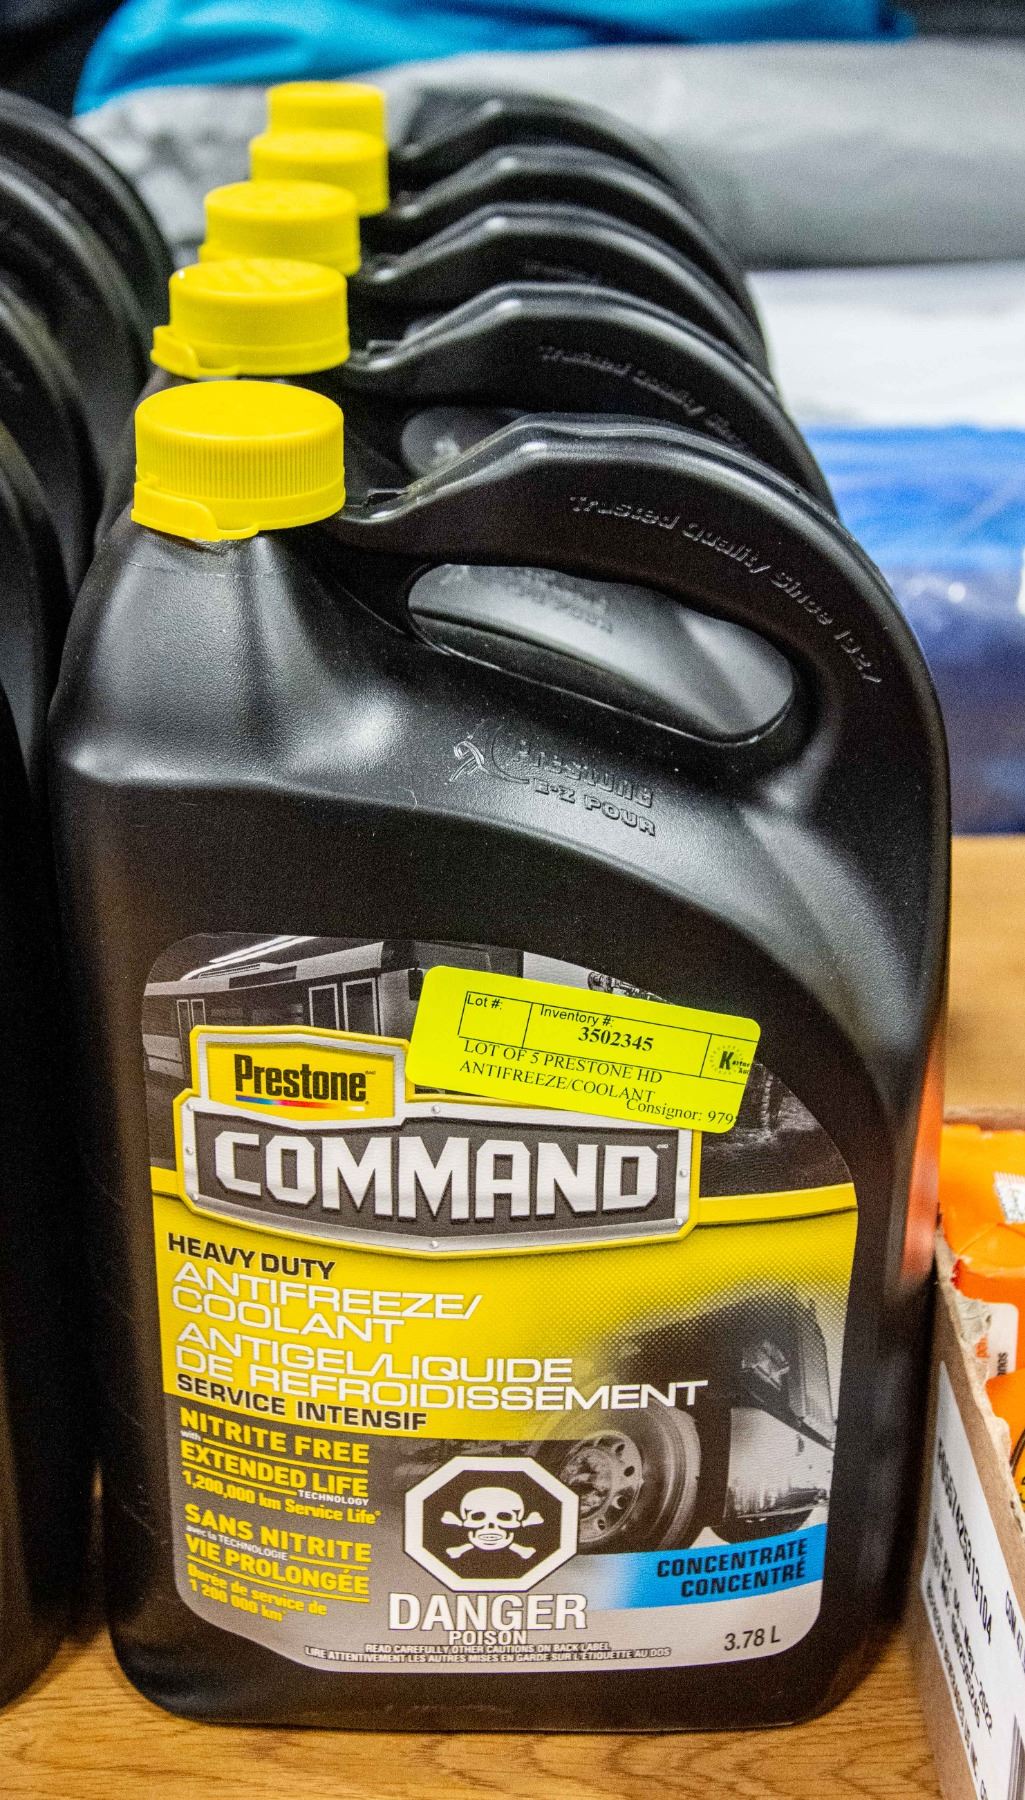 Trusted Quality Since 1927
Trusted Quality
Prestone
E-Z POUR
Lot #:
Inventory #:
3502345
LOT OF 5 PRESTONE HD
ANTIFREEZE/COOLANT
Consignor: 979
Prestone
COMMAND
HEAVY DUTY
ANTIFREEZE/
COOLANT
ANTIGEL/LIQUIDE
DE REFROIDISSEMENT
SERVICE INTENSIF
NITRITE FREE
with
EXTENDED LIFE
TECHNOLOGY
1,200,000 km Service Life*
SANS NITRITE
avec la TECHNOLOGIE
VIE PROLONGÉE
Durée de service de
1 200 000 km*
CONCENTRATE
CONCENTRÉ
DANGER
POISON
READ CAREFULLY OTHER CAUTIONS ON BACK LABEL
LIRE ATTENTIVEMENT LES AUTRES MISES EN GARDE SUR L'ÉTIQUETTE AU DOS
3.78 L